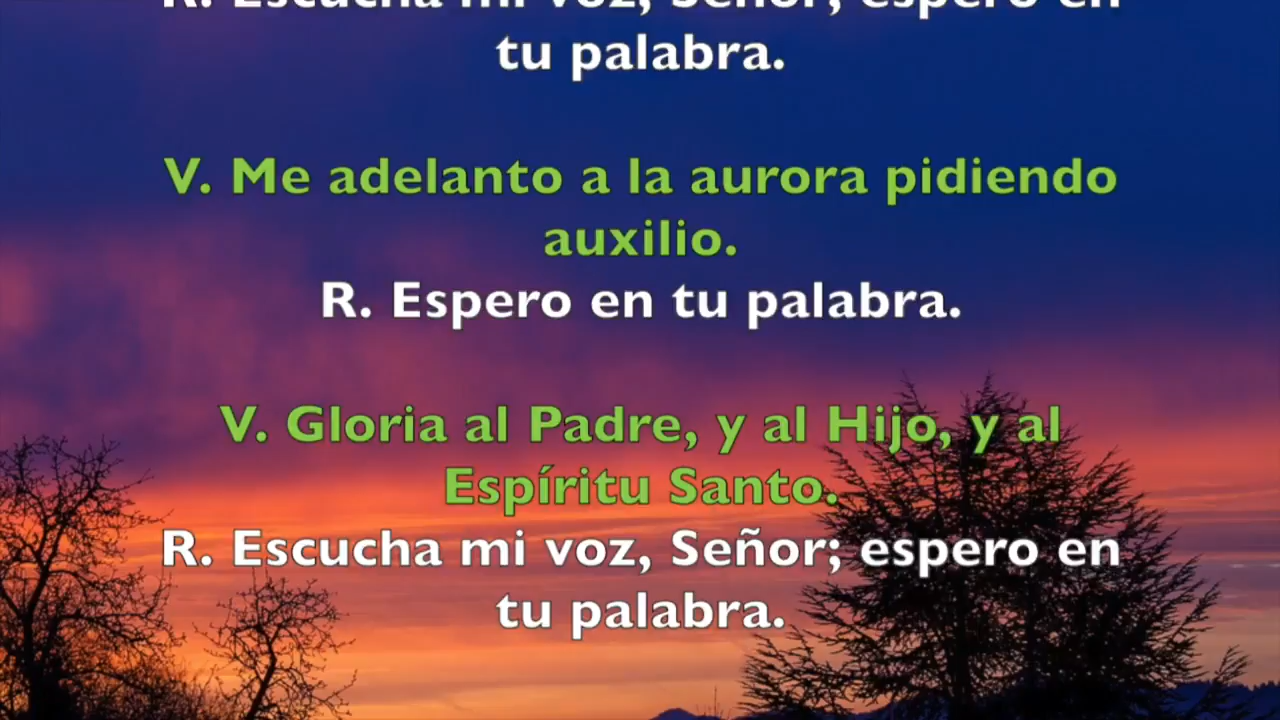 R. Escucha mi voz, Señor; espero en
tu palabra.
V. Me adelanto a la aurora pidiendo
auxilio.
R. Espero en tu palabra.
V. Gloria al Padre, y al Hijo, y al
Espíritu Santo.
R. Escucha mi voz, Señor; espero en
tu palabra.